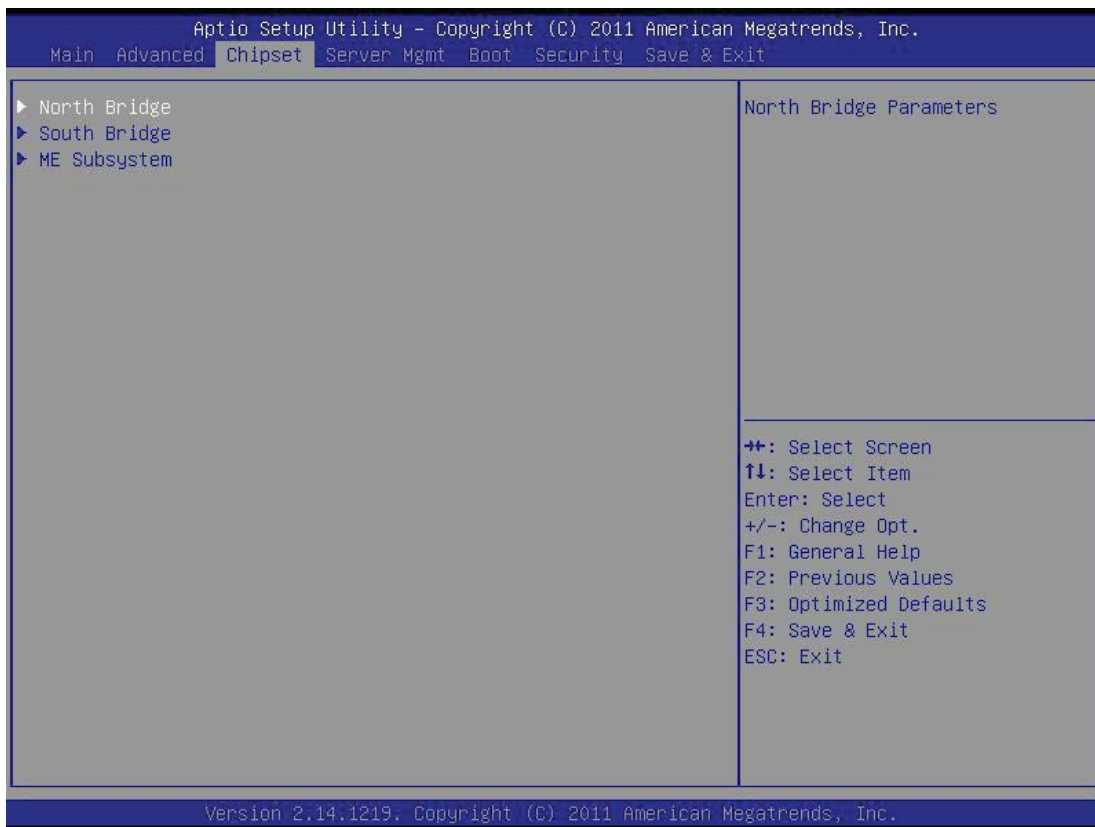 Aptio Setup Utility – Copyright (C) 2011 American Megatrends, Inc.
Main Advanced Chipset Server Mgmt Boot Security Save & Exit
► North Bridge
► South Bridge
► ME Subsystem
North Bridge Parameters
→←: Select Screen
↑↓: Select Item
Enter: Select
+/-: Change Opt.
F1: General Help
F2: Previous Values
F3: Optimized Defaults
F4: Save & Exit
ESC: Exit
Version 2.14.1219. Copyright (C) 2011 American Megatrends, Inc.